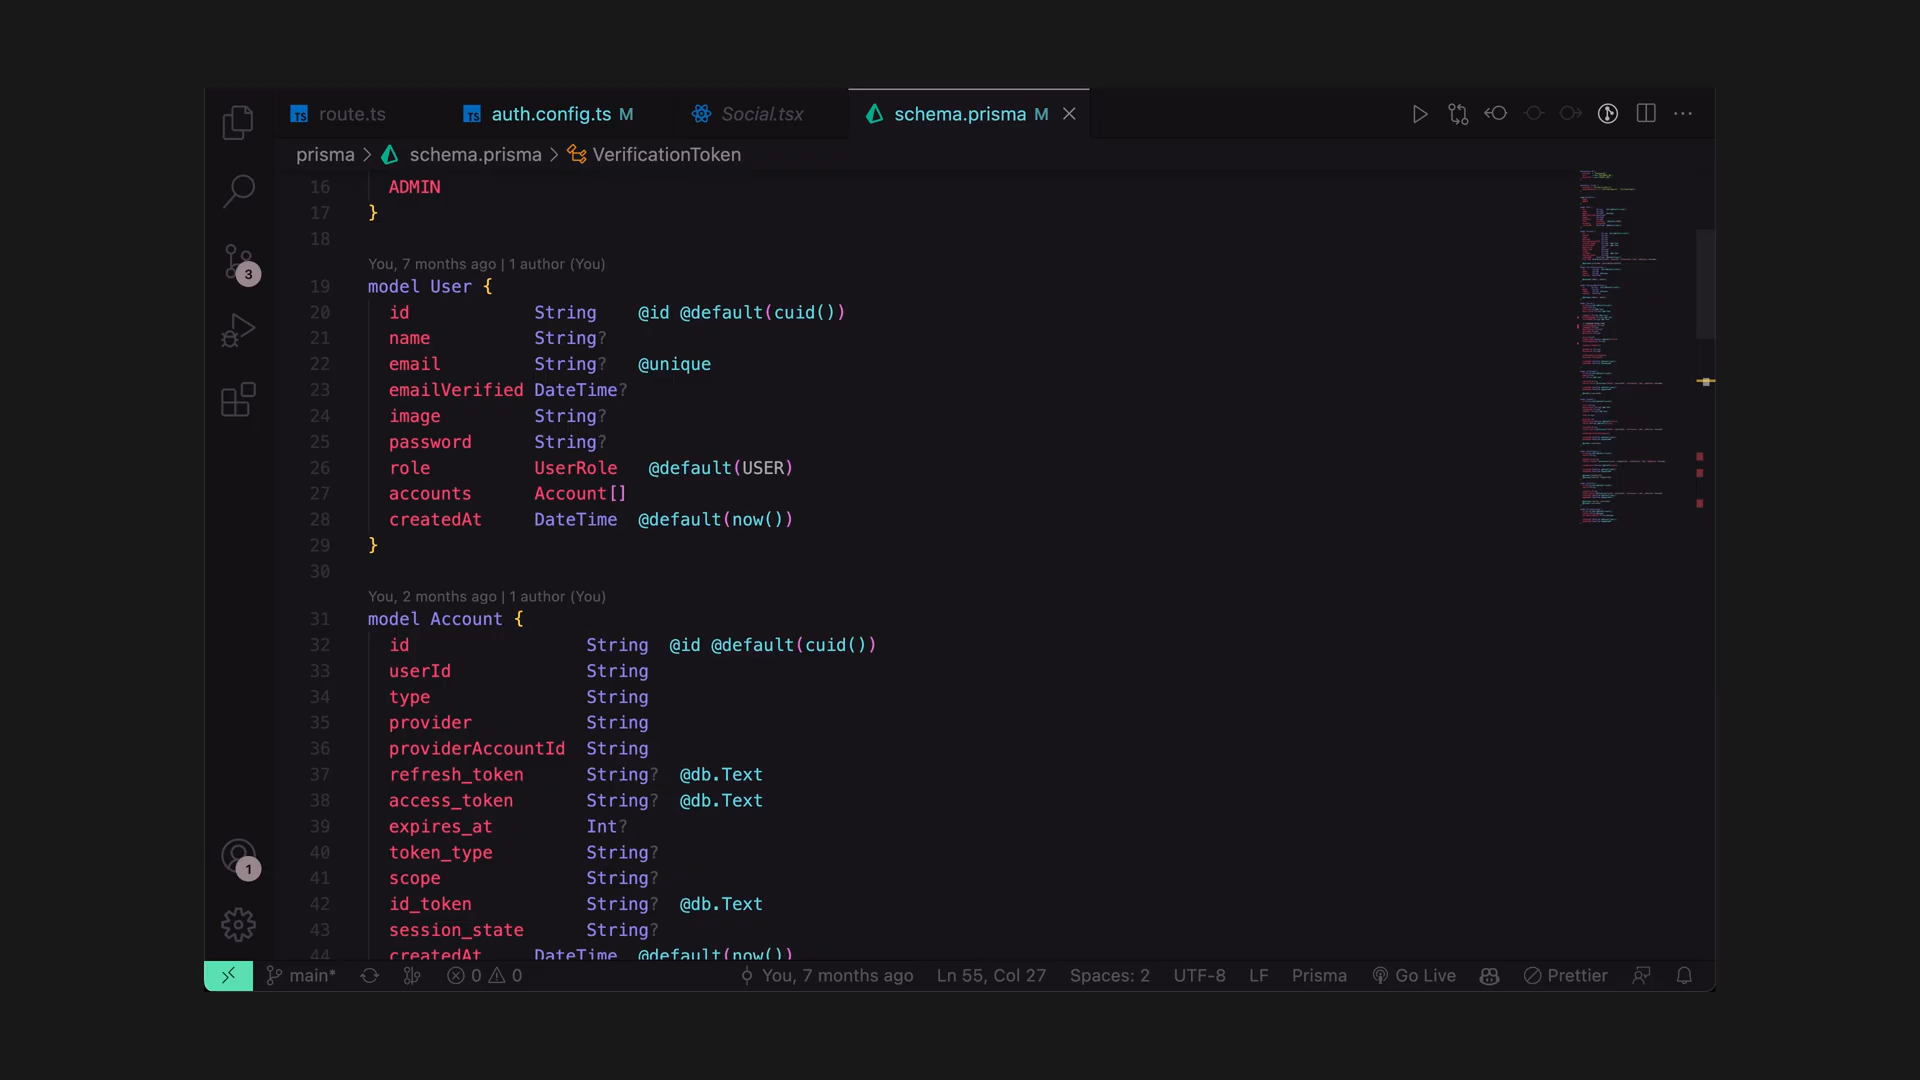 route.ts
auth.config.ts M
Social.tsx
schema.prisma M
prisma > schema.prisma > VerificationToken
16 ADMIN
17 }
18
You, 7 months ago | 1 author (You)
19 model User {
20 id String @id @default(cuid())
21 name String?
22 email String? @unique
23 emailVerified DateTime?
24 image String?
25 password String?
26 role UserRole @default(USER)
27 accounts Account[]
28 createdAt DateTime @default(now())
29 }
30
You, 2 months ago | 1 author (You)
31 model Account {
32 id String @id @default(cuid())
33 userId String
34 type String
35 provider String
36 providerAccountId String
37 refresh_token String? @db.Text
38 access_token String? @db.Text
39 expires_at Int?
40 token_type String?
41 scope String?
42 id_token String? @db.Text
43 session_state String?
44 createdAt DateTime @default(now())
3
1
main* 0 0 You, 7 months ago Ln 55, Col 27 Spaces: 2 UTF-8 LF Prisma Go Live Prettier